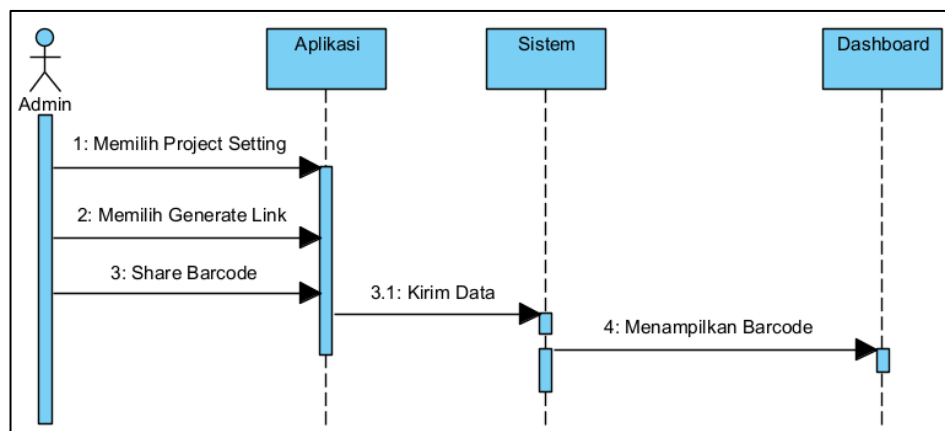 Aplikasi
Sistem
Dashboard
Admin
1: Memilih Project Setting
2: Memilih Generate Link
3: Share Barcode
3.1: Kirim Data
4: Menampilkan Barcode